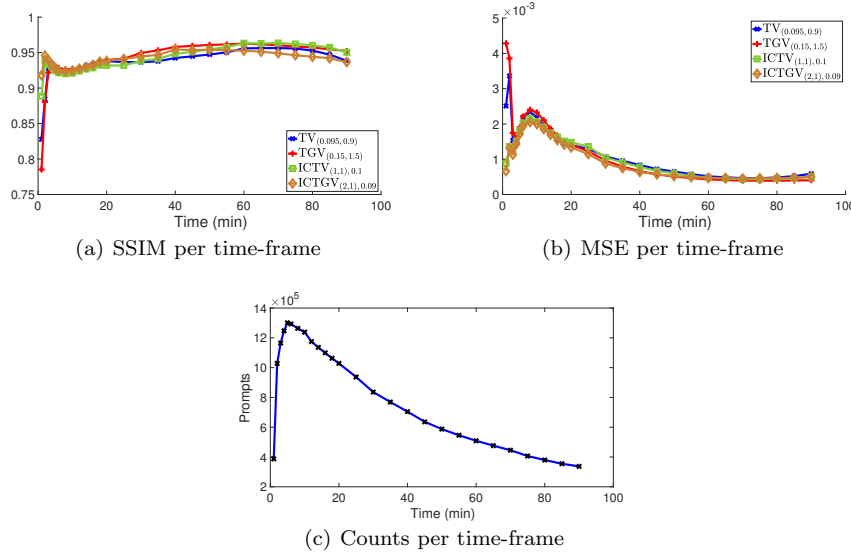 1
0.95
0.9
0.85
0.8
0.75
0 20 40 60 80 100
Time (min)
TV(0.095,0.9)
TGV(0.15,1.5)
ICTV(1,1),0.1
ICTGV(2,1),0.09
(a) SSIM per time-frame
×10-3
5
4
3
2
1
0
0 20 40 60 80 100
Time (min)
TV(0.095,0.9)
TGV(0.15,1.5)
ICTV(1,1),0.1
ICTGV(2,1),0.09
(b) MSE per time-frame
×105
14
12
10
8
6
4
2
Prompts
0 20 40 60 80 100
Time (min)
(c) Counts per time-frame